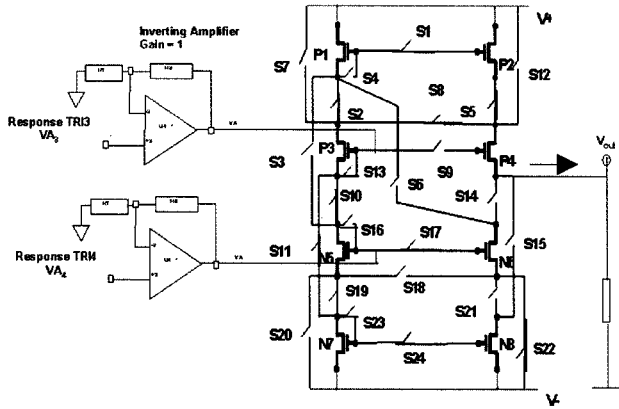 Inverting Amplifier
Gain = 1
V+
S1
P1
P2
S7
S4
S12
S8
S2
S5
S3
Response TRI3
VA3
VA
P3
P4
Vout
S13
S9
S6
S14
S10
S16
S17
S15
S11
N5
N6
Response TRI4
VA4
VA
S19
S18
S21
S20
S23
S22
N7
S24
N8
V-